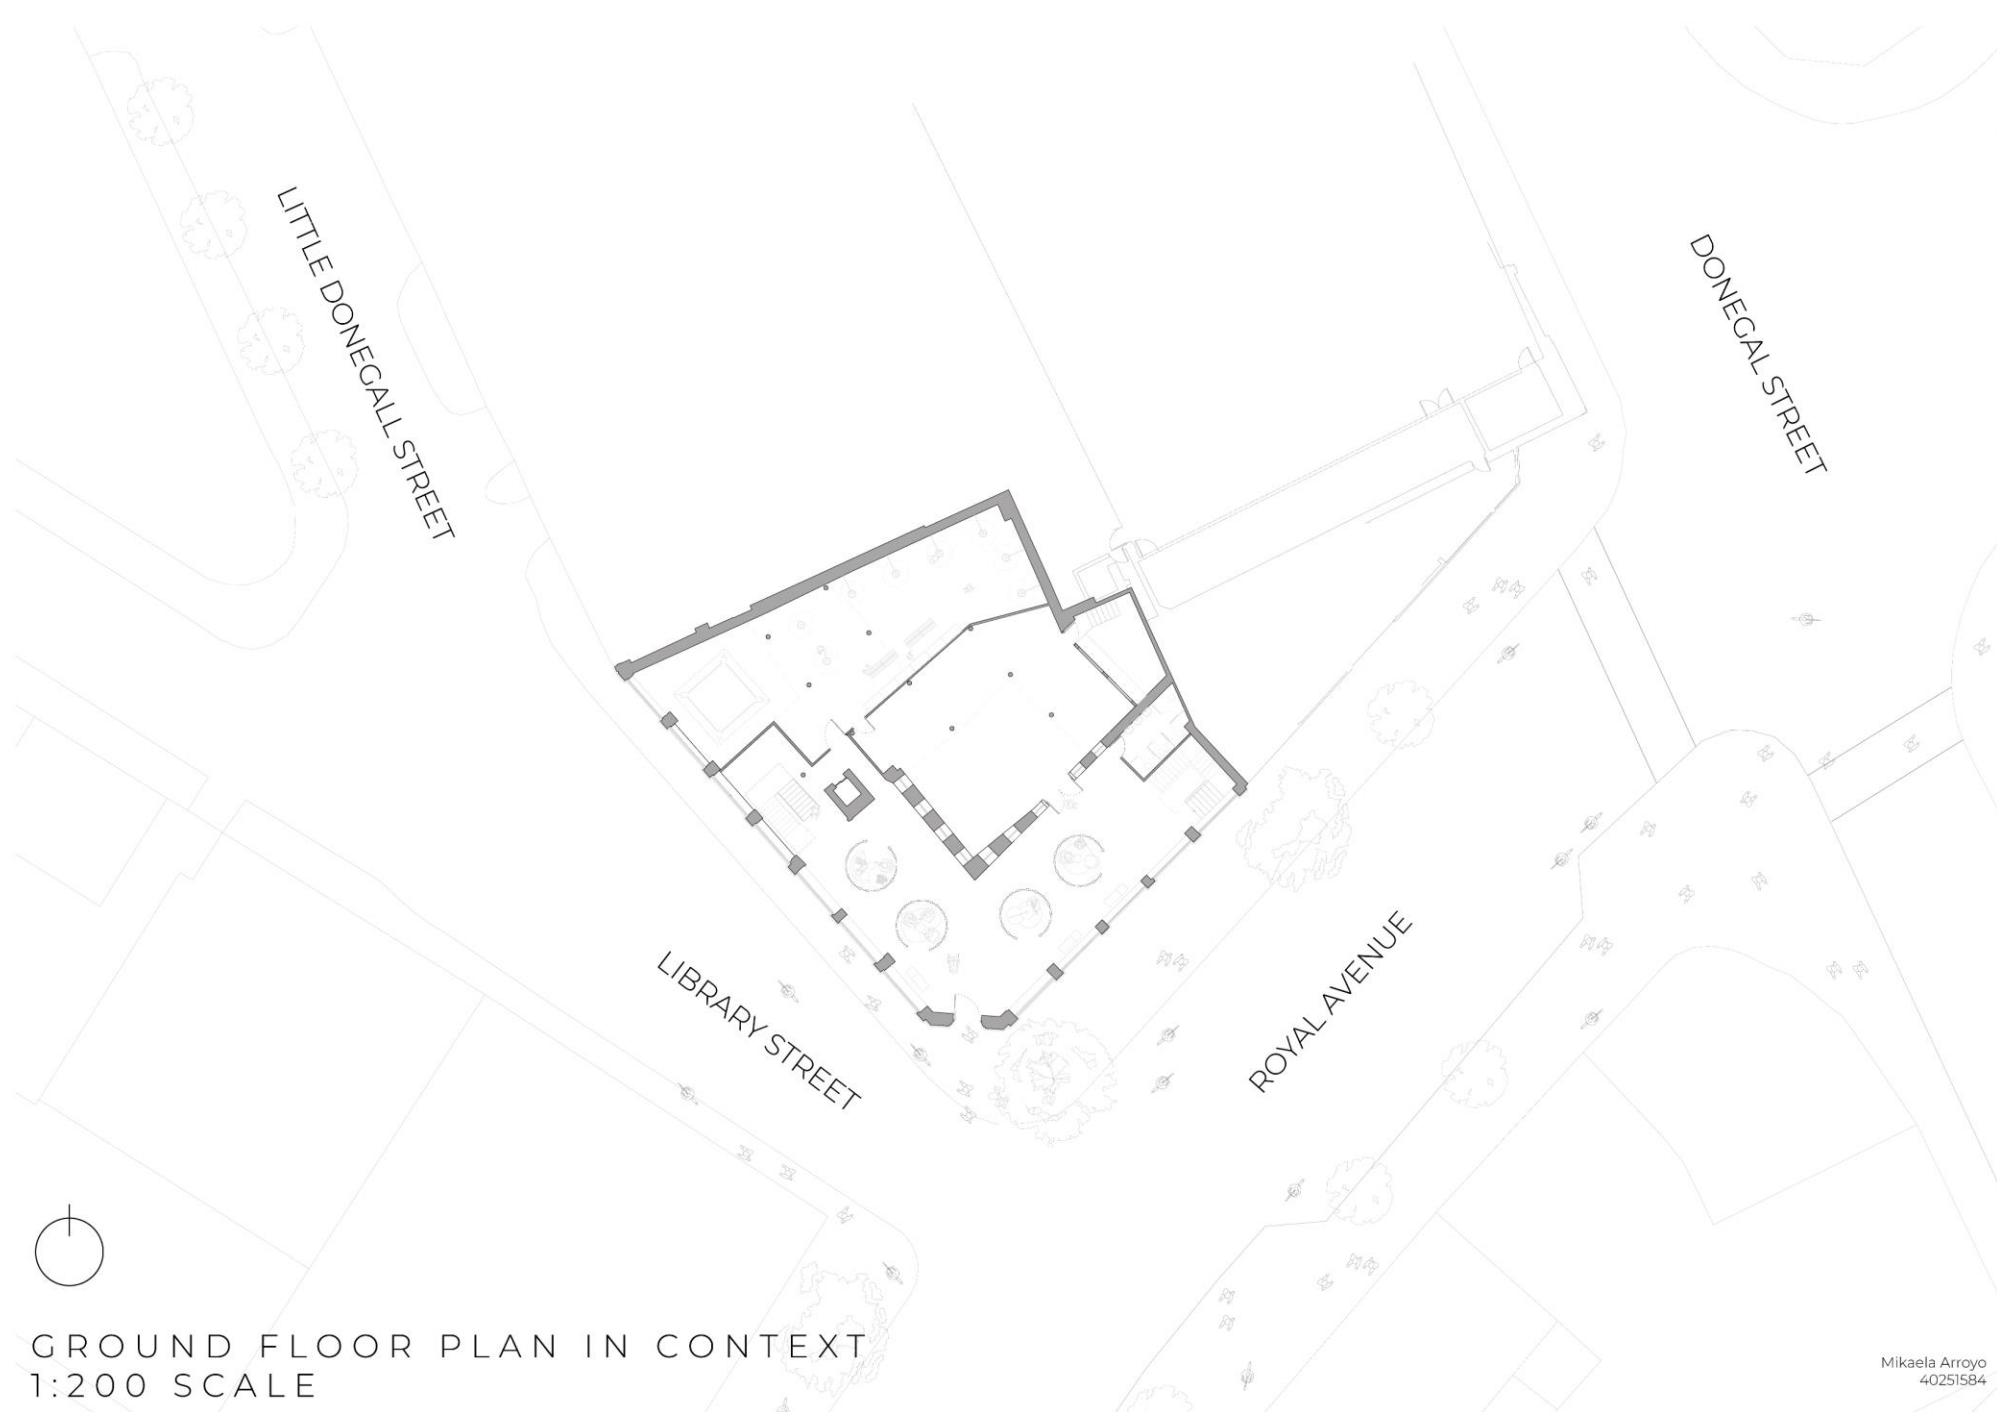 LITTLE DONEGALL STREET
DONEGAL STREET
LIBRARY STREET
ROYAL AVENUE
GROUND FLOOR PLAN IN CONTEXT
1:200 SCALE
Mikaela Arroyo
40251584